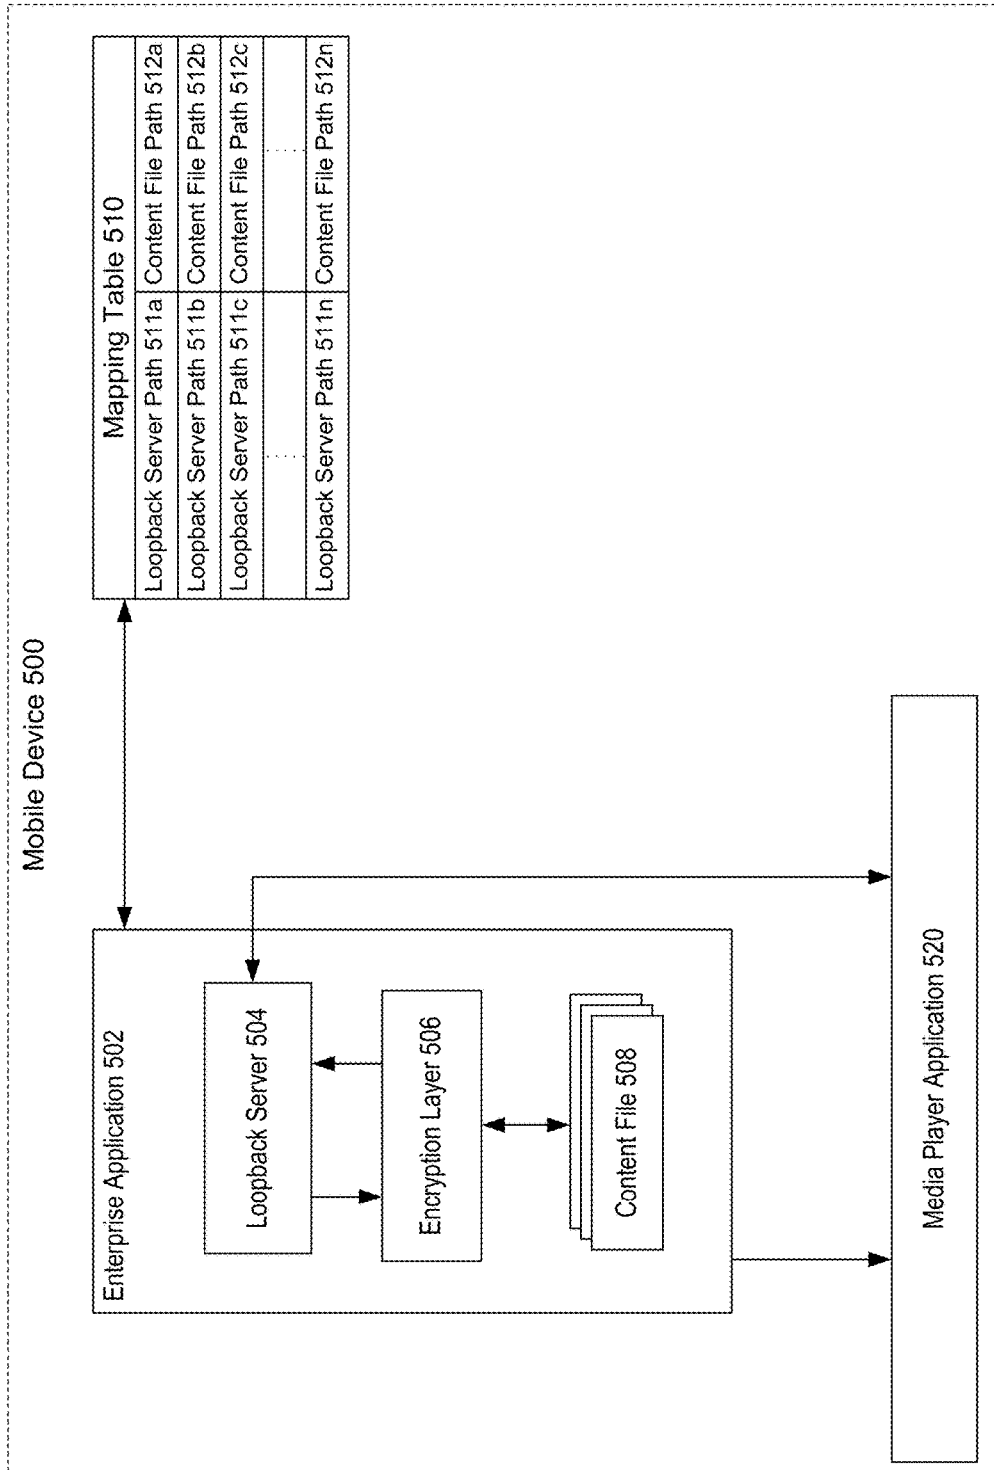 Mobile Device 500
Enterprise Application 502
Loopback Server 504
Encryption Layer 506
Content File 508
Mapping Table 510
Loopback Server Path 511a Content File Path 512a
Loopback Server Path 511b Content File Path 512b
Loopback Server Path 511c Content File Path 512c
Loopback Server Path 511n Content File Path 512n
Media Player Application 520